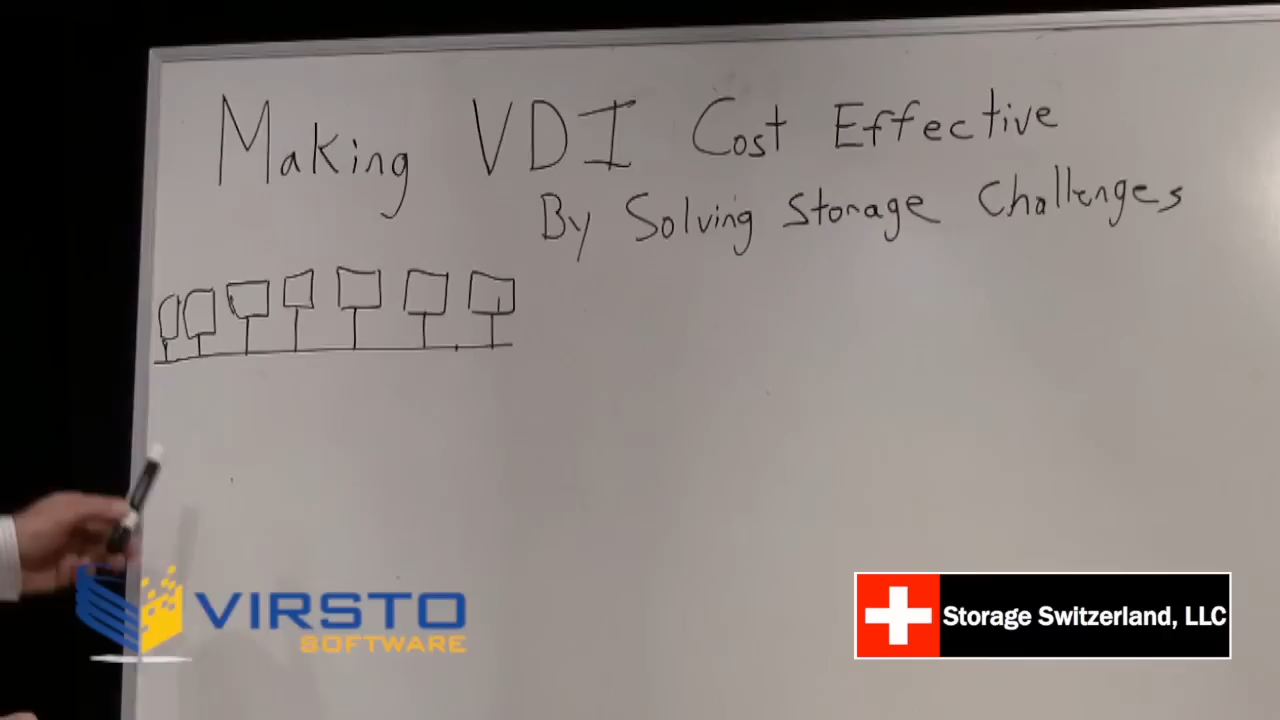 Making VDI Cost Effective
By Solving Storage Challenges
VIRSTO
SOFTWARE
Storage Switzerland, LLC